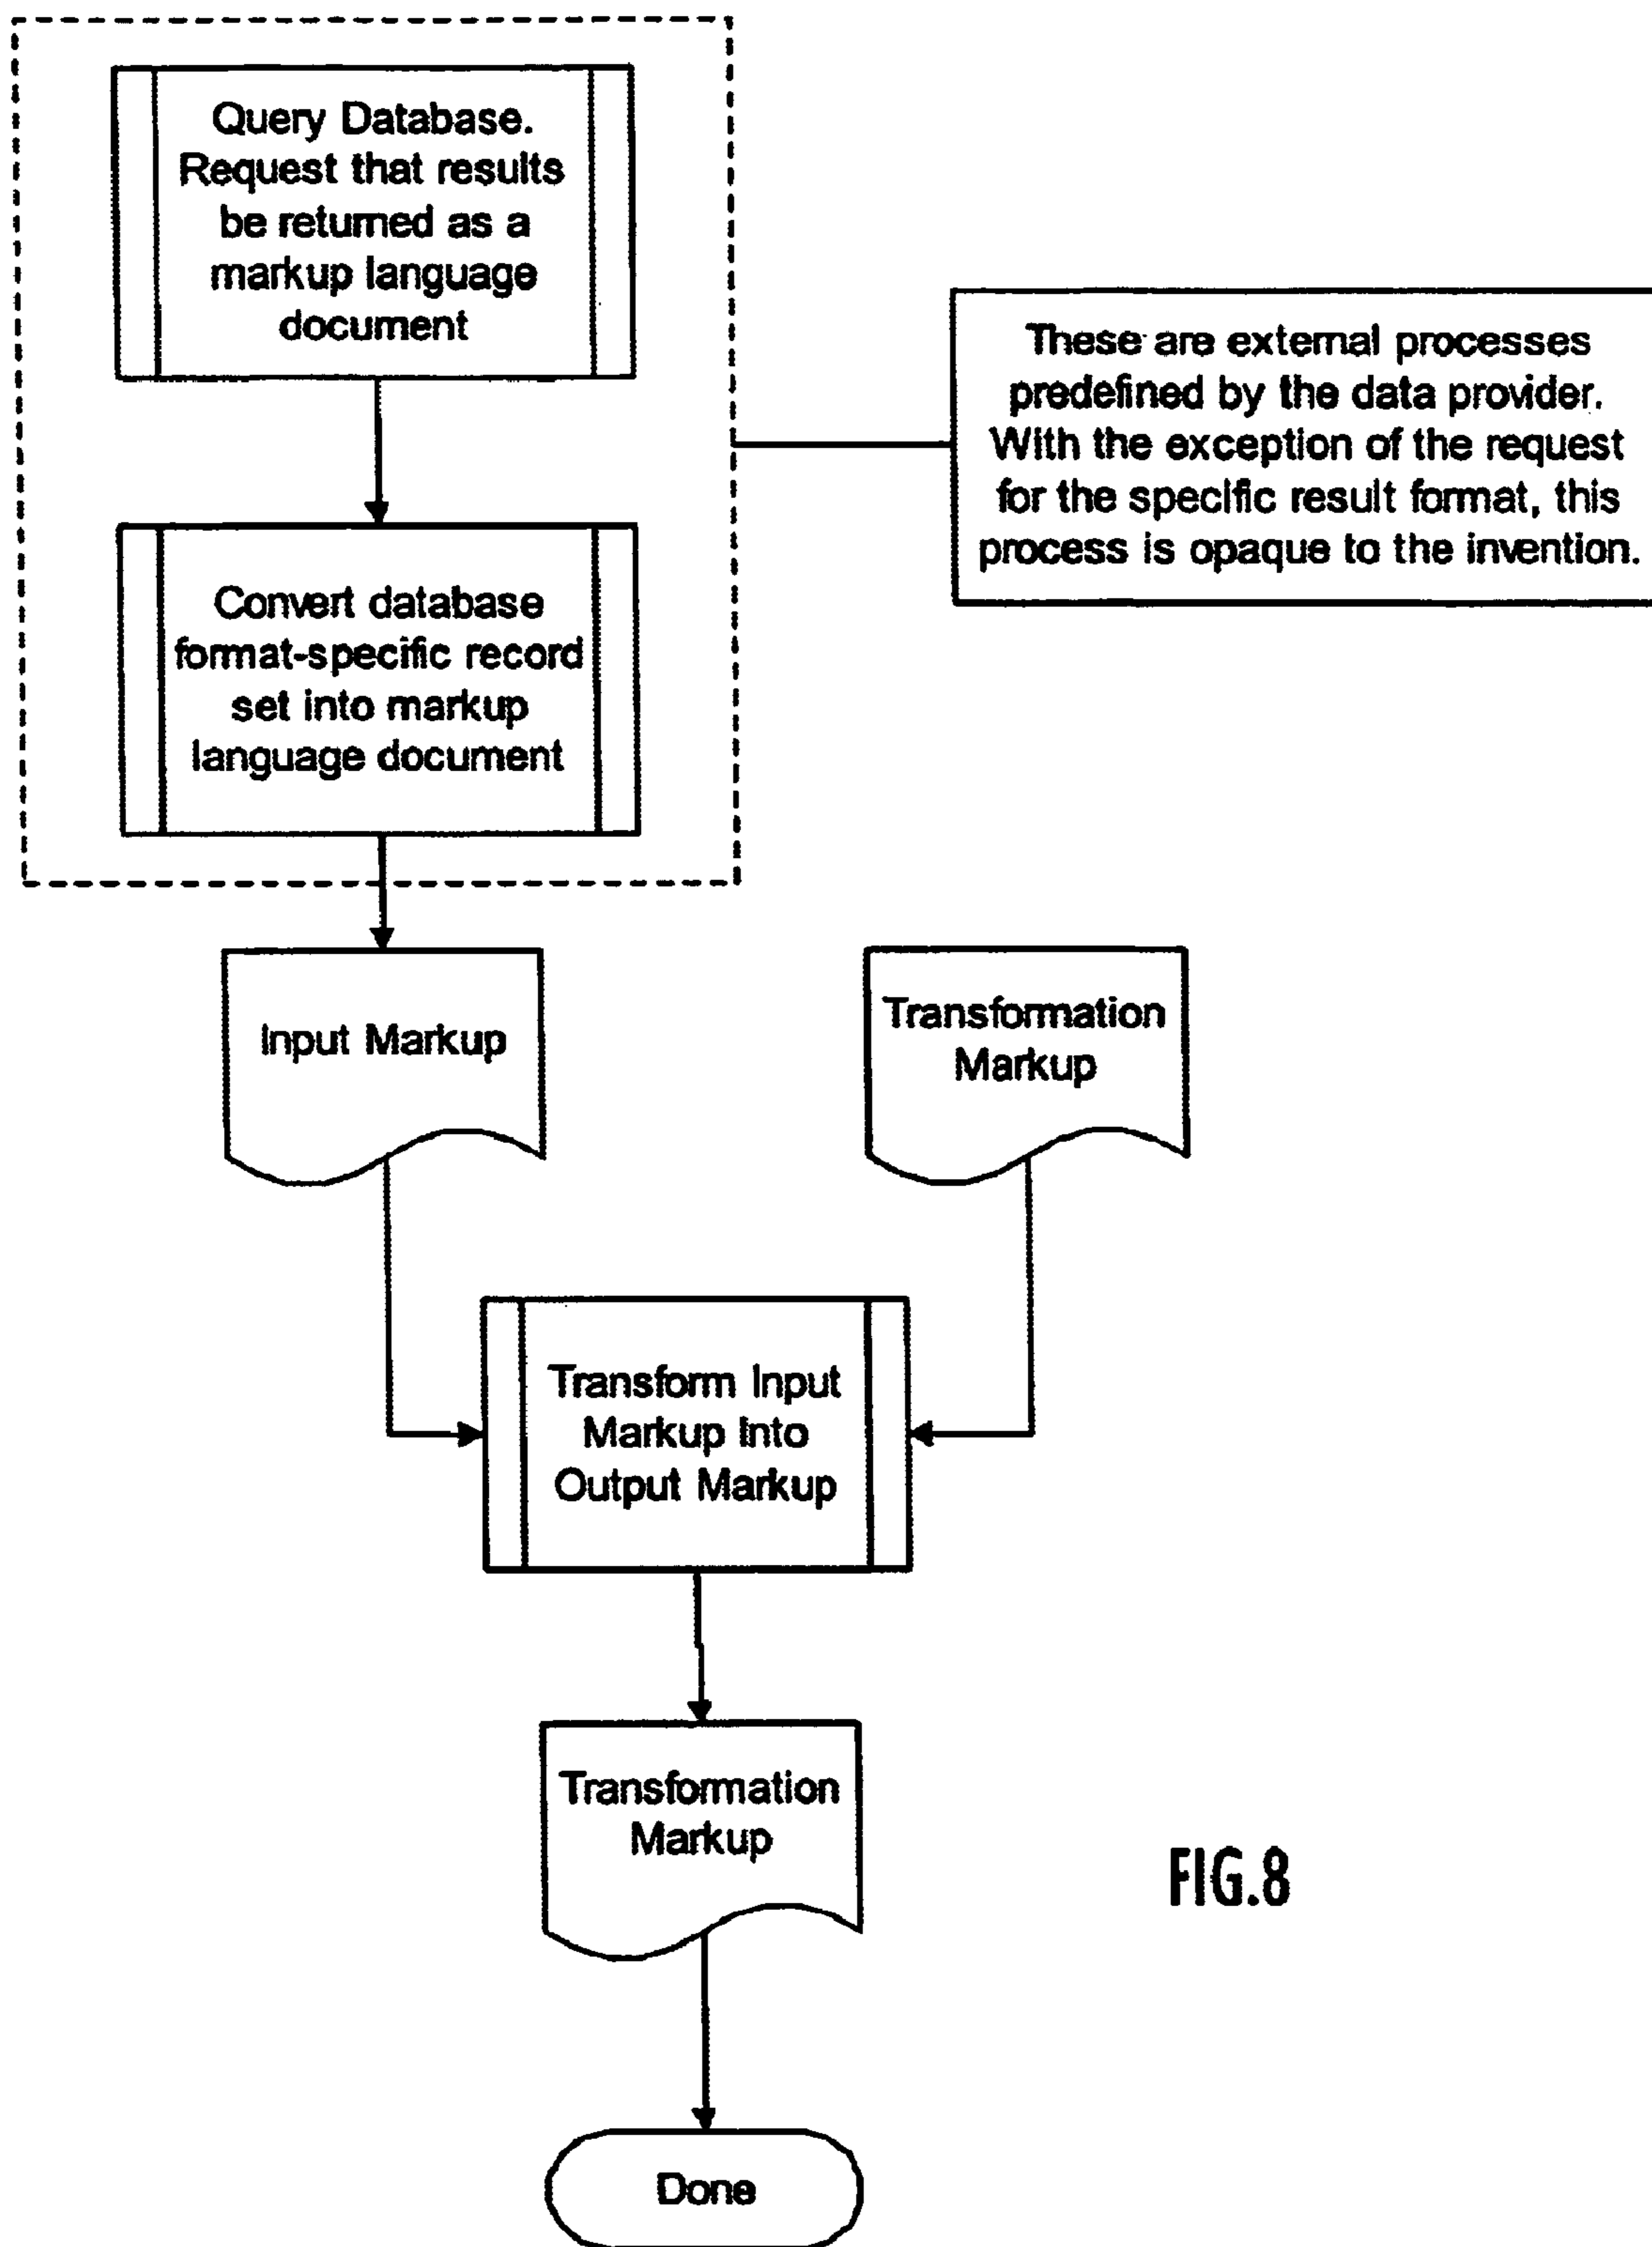 Query Database.
Request that results
be returned as a
markup language
document
These are external processes
predefined by the data provider.
With the exception of the request
for the specific result format, this
process is opaque to the invention.
Convert database
format-specific record
set into markup
language document
Input Markup
Transformation
Markup
Transform Input
Markup Into
Output Markup
Transformation
Markup
FIG.8
Done